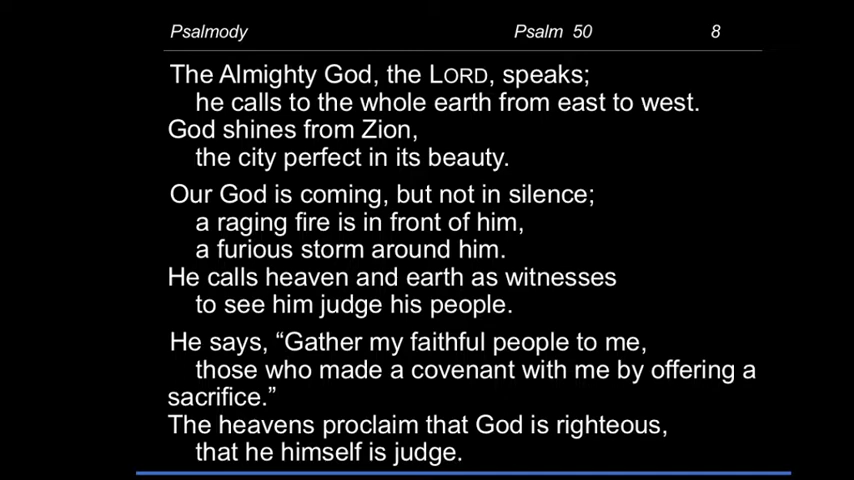 Psalmody Psalm 50 8
The Almighty God, the LORD, speaks;
he calls to the whole earth from east to west.
God shines from Zion,
the city perfect in its beauty.
Our God is coming, but not in silence;
a raging fire is in front of him,
a furious storm around him.
He calls heaven and earth as witnesses
to see him judge his people.
He says, “Gather my faithful people to me,
those who made a covenant with me by offering a
sacrifice.”
The heavens proclaim that God is righteous,
that he himself is judge.